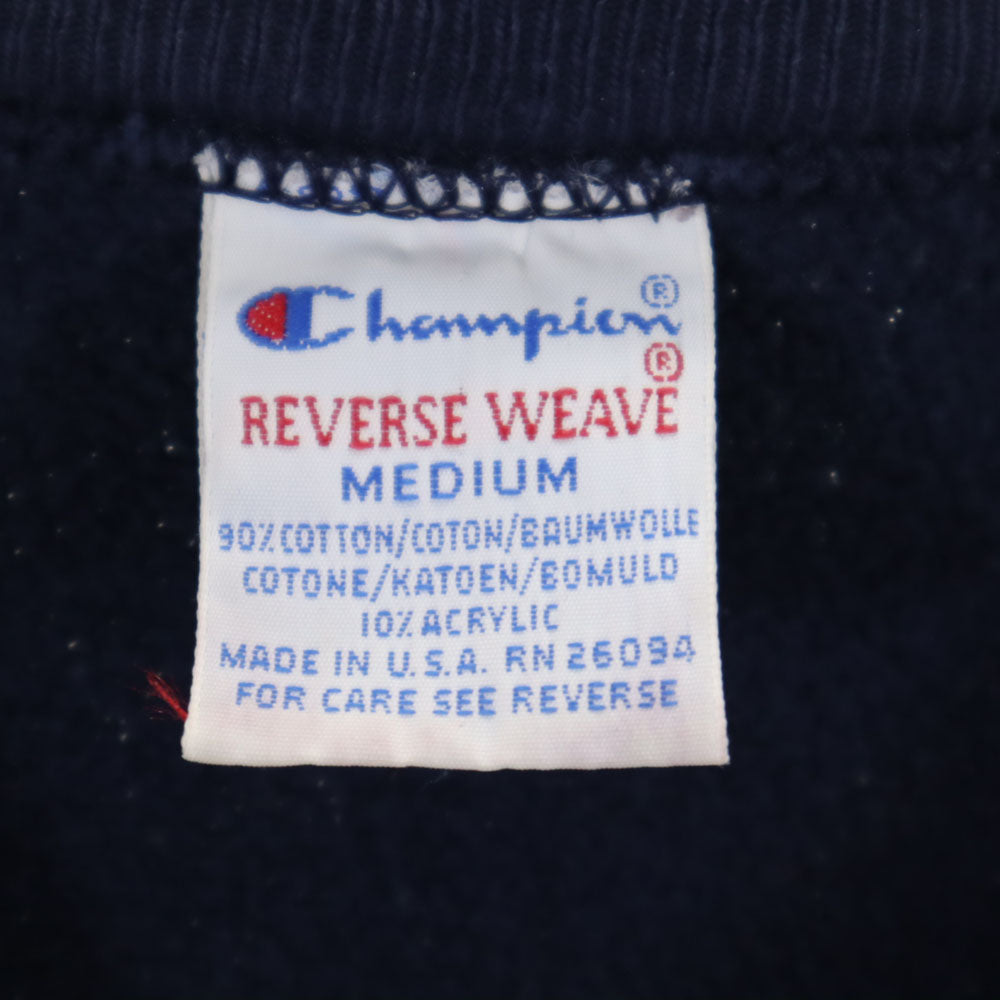 Champion®
REVERSE WEAVE®
MEDIUM
90% COTTON/COTON/BAUMWOLLE
COTONE/KATOEN/BOMULD
10% ACRYLIC
MADE IN U.S.A. RN 26094
FOR CARE SEE REVERSE